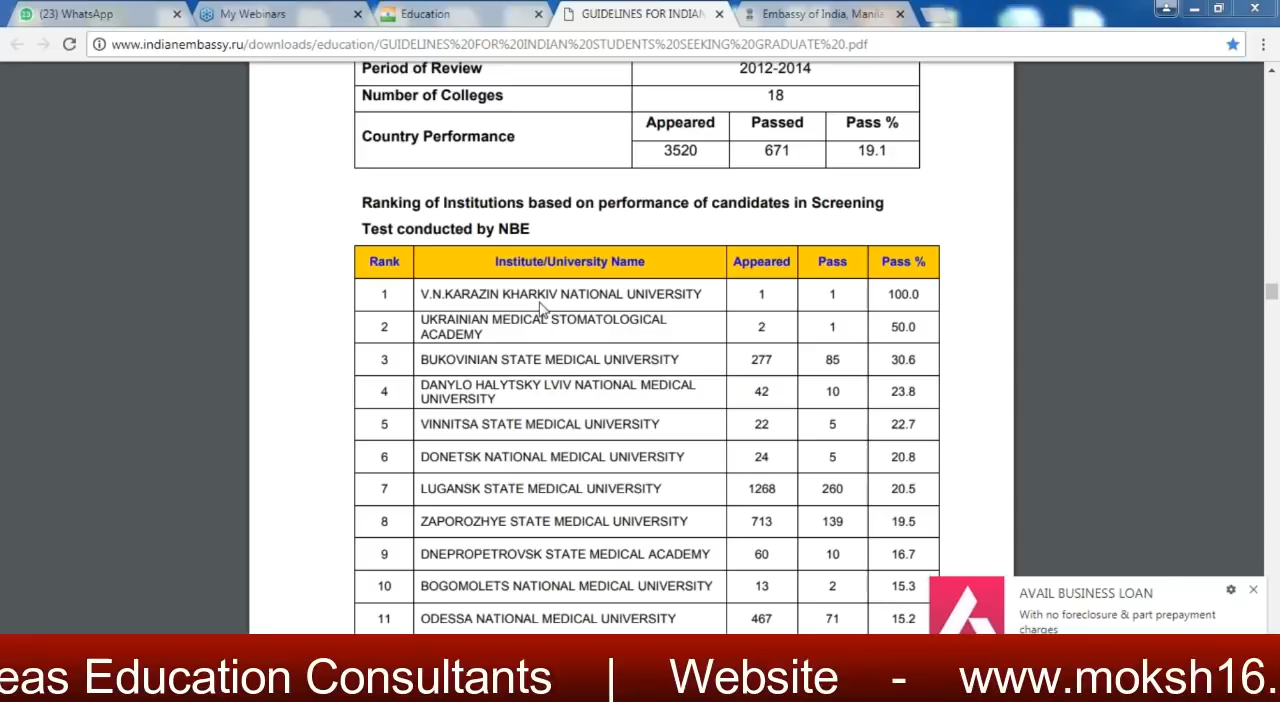 (23) WhatsApp
My Webinars
Education
GUIDELINES FOR INDIAN
Embassy of India, Manila
www.indianembassy.ru/downloads/education/GUIDELINES%20FOR%20INDIAN%20STUDENTS%20SEEKING%20GRADUATE%20.pdf
Period of Review 2012-2014
Number of Colleges 18
Country Performance
Appeared Passed Pass %
3520 671 19.1
Ranking of Institutions based on performance of candidates in Screening
Test conducted by NBE
Rank Institute/University Name Appeared Pass Pass %
1 V.N.KARAZIN KHARKIV NATIONAL UNIVERSITY 1 1 100.0
2 UKRAINIAN MEDICAL STOMATOLOGICAL
ACADEMY 2 1 50.0
3 BUKOVINIAN STATE MEDICAL UNIVERSITY 277 85 30.6
4 DANYLO HALYTSKY LVIV NATIONAL MEDICAL
UNIVERSITY 42 10 23.8
5 VINNITSA STATE MEDICAL UNIVERSITY 22 5 22.7
6 DONETSK NATIONAL MEDICAL UNIVERSITY 24 5 20.8
7 LUGANSK STATE MEDICAL UNIVERSITY 1268 260 20.5
8 ZAPOROZHYE STATE MEDICAL UNIVERSITY 713 139 19.5
9 DNEPROPETROVSK STATE MEDICAL ACADEMY 60 10 16.7
10 BOGOMOLETS NATIONAL MEDICAL UNIVERSITY 13 2 15.3
11 ODESSA NATIONAL MEDICAL UNIVERSITY 467 71 15.2
AVAIL BUSINESS LOAN
With no foreclosure & part prepayment
charges
eas Education Consultants | Website - www.moksh16.